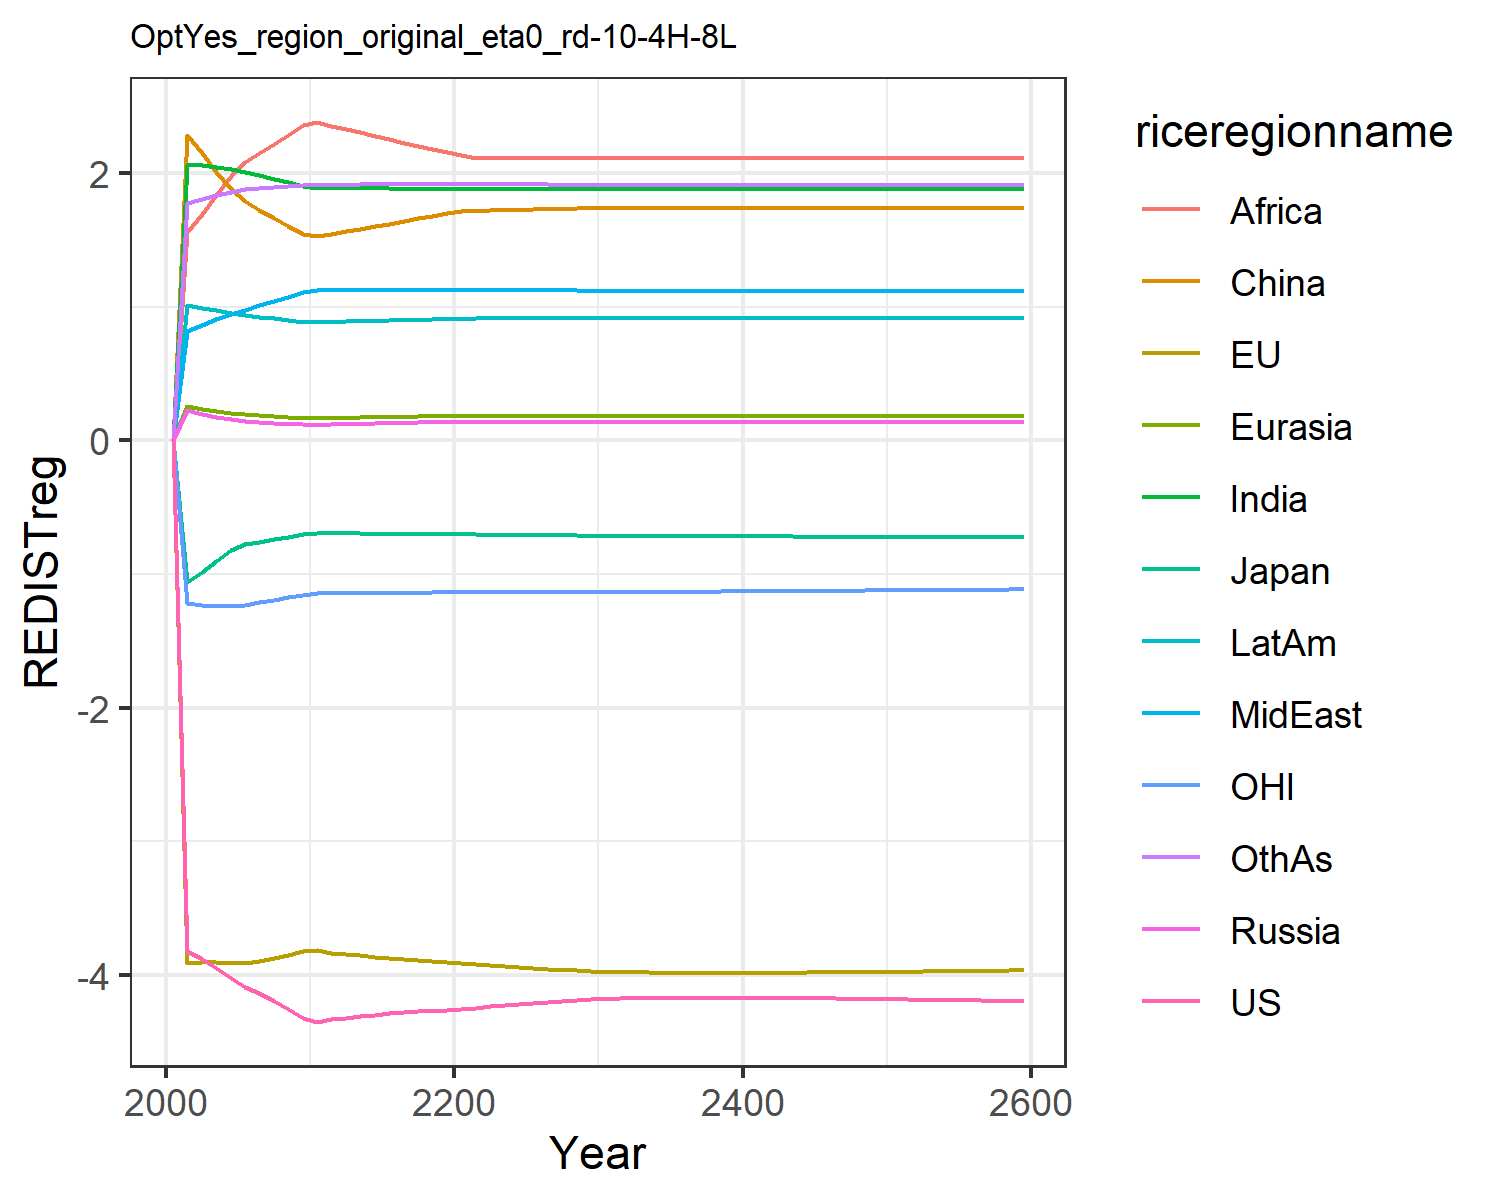 OptYes_region_original_eta0_rd-10-4H-8L
REDISTreg
2
0
-2
-4
2000
2200
2400
2600
Year
riceregionname
Africa
China
EU
Eurasia
India
Japan
LatAm
MidEast
OHI
OthAs
Russia
US